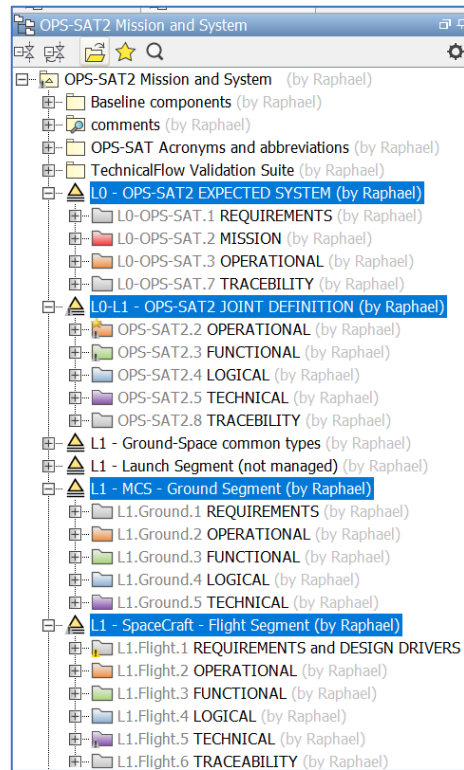 OPS-SAT2 Mission and System
OPS-SAT2 Mission and System (by Raphael)
Baseline components (by Raphael)
comments (by Raphael)
OPS-SAT Acronyms and abbreviations (by Raphael)
TechnicalFlow Validation Suite (by Raphael)
L0 - OPS-SAT2 EXPECTED SYSTEM (by Raphael)
L0-OPS-SAT.1 REQUIREMENTS (by Raphael)
L0-OPS-SAT.2 MISSION (by Raphael)
L0-OPS-SAT.3 OPERATIONAL (by Raphael)
L0-OPS-SAT.7 TRACEBILITY (by Raphael)
L0-L1 - OPS-SAT2 JOINT DEFINITION (by Raphael)
OPS-SAT2.2 OPERATIONAL (by Raphael)
OPS-SAT2.3 FUNCTIONAL (by Raphael)
OPS-SAT2.4 LOGICAL (by Raphael)
OPS-SAT2.5 TECHNICAL (by Raphael)
OPS-SAT2.8 TRACEBILITY (by Raphael)
L1 - Ground-Space common types (by Raphael)
L1 - Launch Segment (not managed) (by Raphael)
L1 - MCS - Ground Segment (by Raphael)
L1.Ground.1 REQUIREMENTS (by Raphael)
L1.Ground.2 OPERATIONAL (by Raphael)
L1.Ground.3 FUNCTIONAL (by Raphael)
L1.Ground.4 LOGICAL (by Raphael)
L1.Ground.5 TECHNICAL (by Raphael)
L1 - SpaceCraft - Flight Segment (by Raphael)
L1.Flight.1 REQUIREMENTS and DESIGN DRIVERS
L1.Flight.2 OPERATIONAL (by Raphael)
L1.Flight.3 FUNCTIONAL (by Raphael)
L1.Flight.4 LOGICAL (by Raphael)
L1.Flight.5 TECHNICAL (by Raphael)
L1.Flight.6 TRACEABILITY (by Raphael)